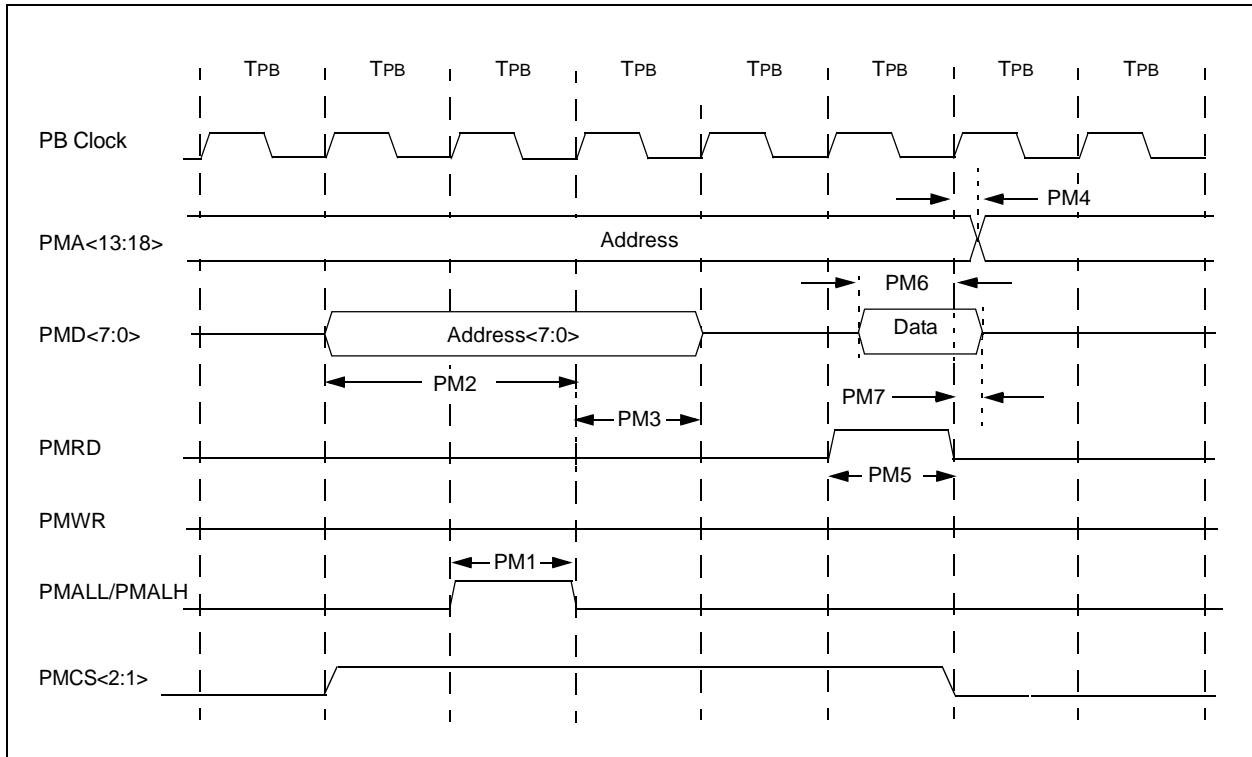 TPB TPB TPB TPB TPB TPB TPB TPB
PB Clock
PM4
PMA<13:18>
Address
PM6
PMD<7:0>
Address<7:0>
Data
PM2
PM7
PM3
PMRD
PM5
PMWR
PM1
PMALL/PMALH
PMCS<2:1>